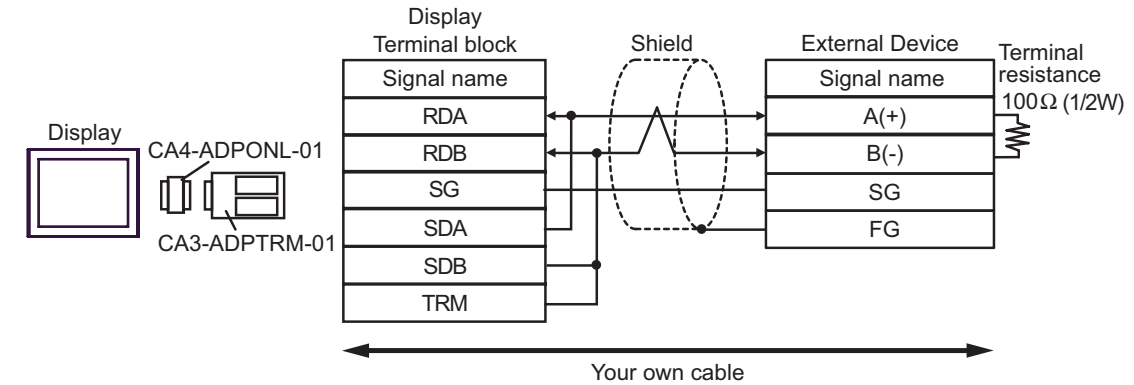 Display
Terminal block
Shield
External Device
Terminal
resistance
100Ω (1/2W)
Signal name
Signal name
RDA
A(+)
RDB
B(-)
SG
SG
SDA
FG
SDB
TRM
Display
CA4-ADPONL-01
CA3-ADPTRM-01
Your own cable